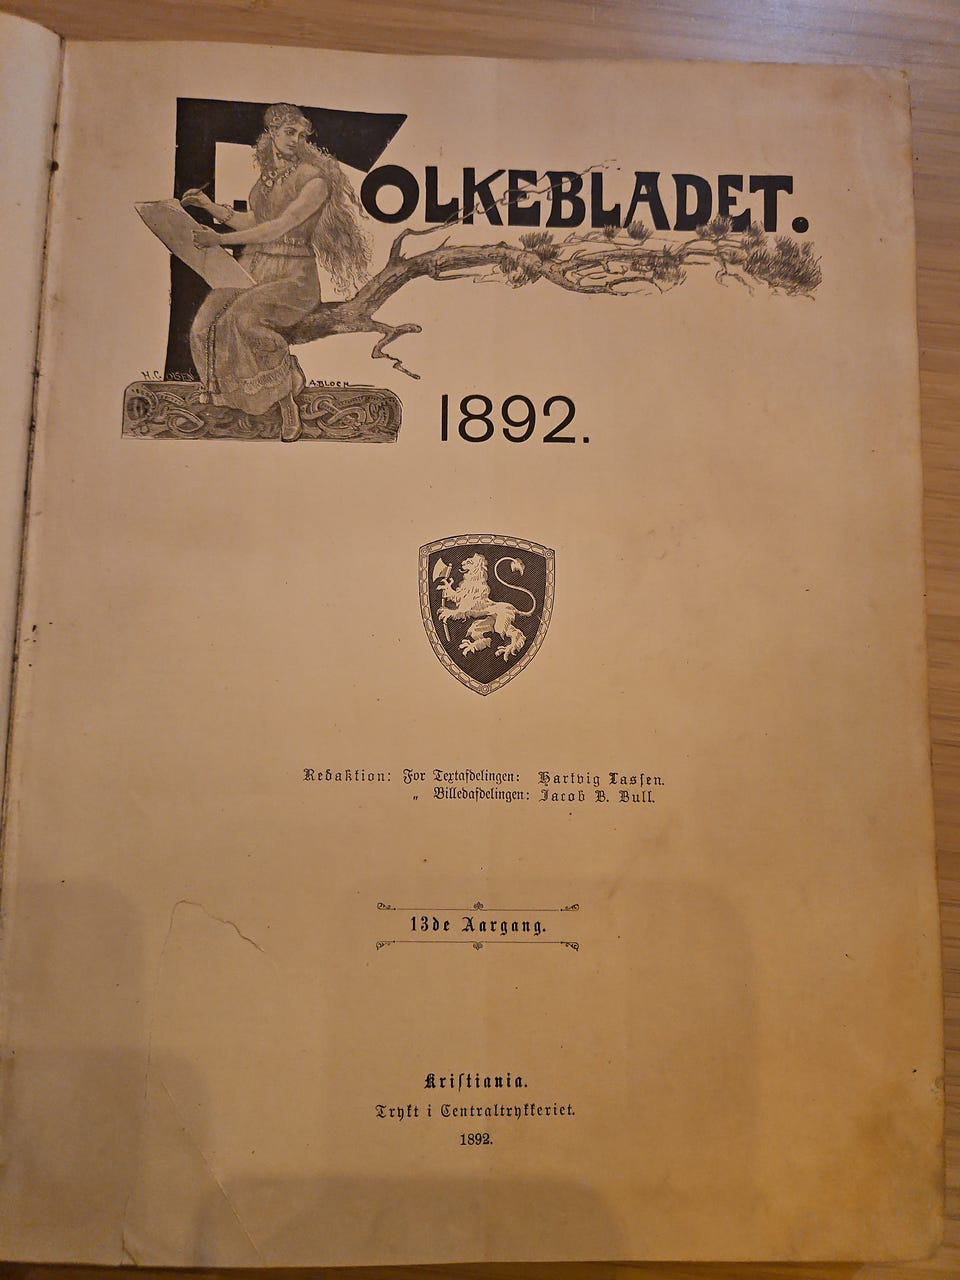 FOLKEBLADET.
H.C. OLSEN
A.BLOCH
1892.
Redaktion: For Textafdelingen: Hartvig Lassen.
„ Billedafdelingen: Jacob B. Bull.
13de Aargang.
Kristiania.
Trykt i Centraltrykkeriet.
1892.